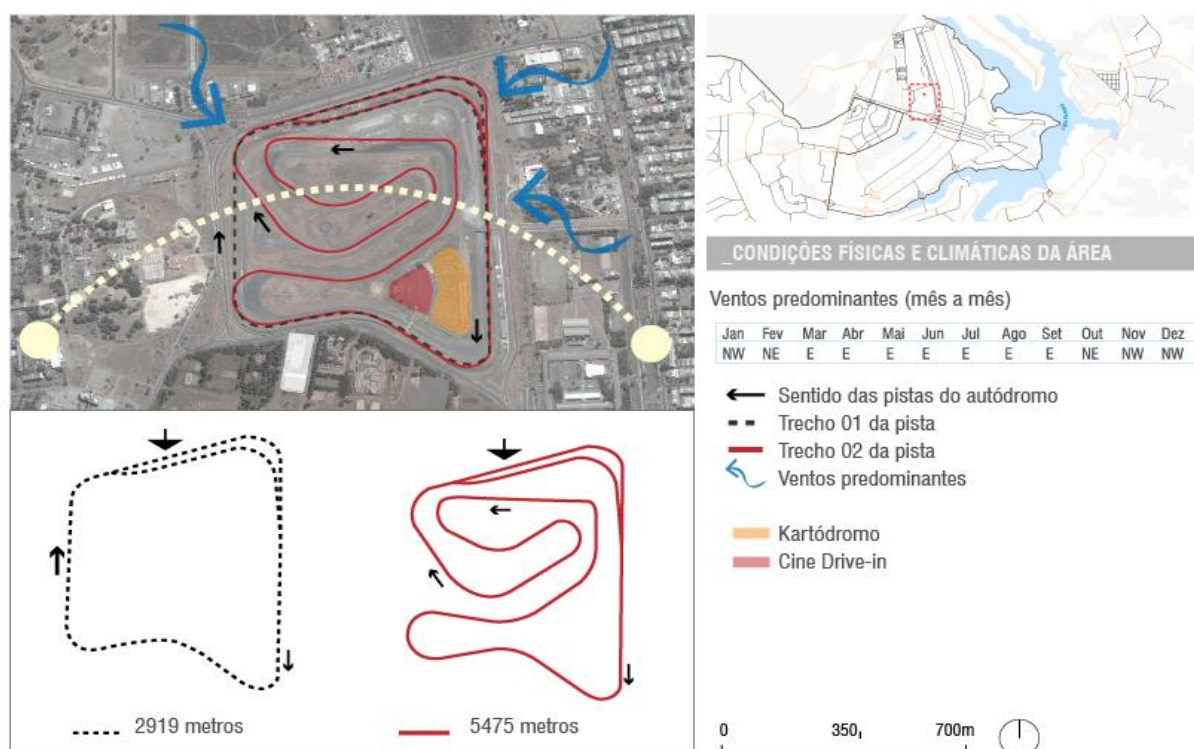 _CONDIÇÕES FÍSICAS E CLIMÁTICAS DA ÁREA
Ventos predominantes (mês a mês)
Jan Fev Mar Abr Mai Jun Jul Ago Set Out Nov Dez
NW NE E E E E E E E NE NW NW
Sentido das pistas do autódromo
Trecho 01 da pista
Trecho 02 da pista
Ventos predominantes
Kartódromo
Cine Drive-in
2919 metros
5475 metros
0 350 700m